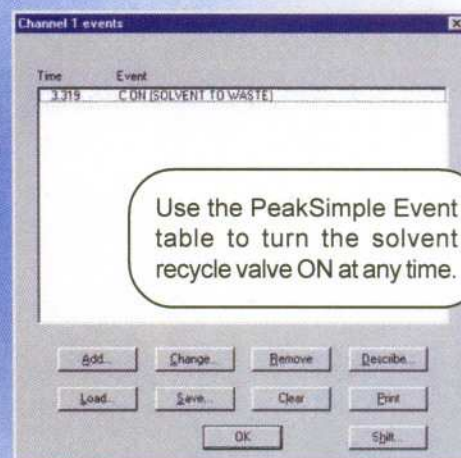 Channel 1 events
Time Event
3.319 C ON (SOLVENT TO WASTE)
Use the PeakSimple Event
table to turn the solvent
recycle valve ON at any time.
Add... Change... Remove Describe...
Load... Save... Clear Print
OK Shift...